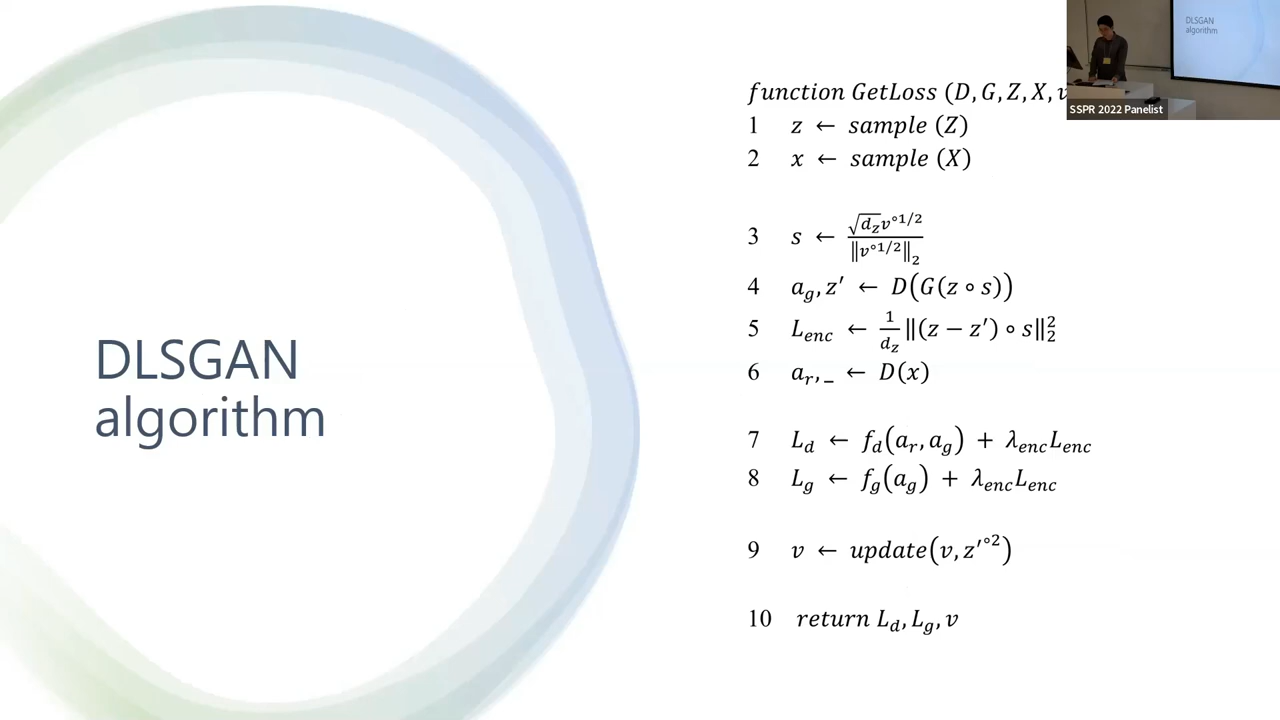 DLSGAN
algorithm
function GetLoss (D, G, Z, X, v
1 z ← sample (Z)
2 x ← sample (X)
3 s ← √d_Z v^{∘1/2} / ‖v^{∘1/2}‖_2
4 a_g, z′ ← D(G(z ∘ s))
5 L_enc ← 1/d_z ‖(z − z′) ∘ s‖_2^2
6 a_r, _ ← D(x)
7 L_d ← f_d(a_r, a_g) + λ_enc L_enc
8 L_g ← f_g(a_g) + λ_enc L_enc
9 v ← update(v, z′^{∘2})
10 return L_d, L_g, v
DLSGAN
algorithm
SSPR 2022 Panelist